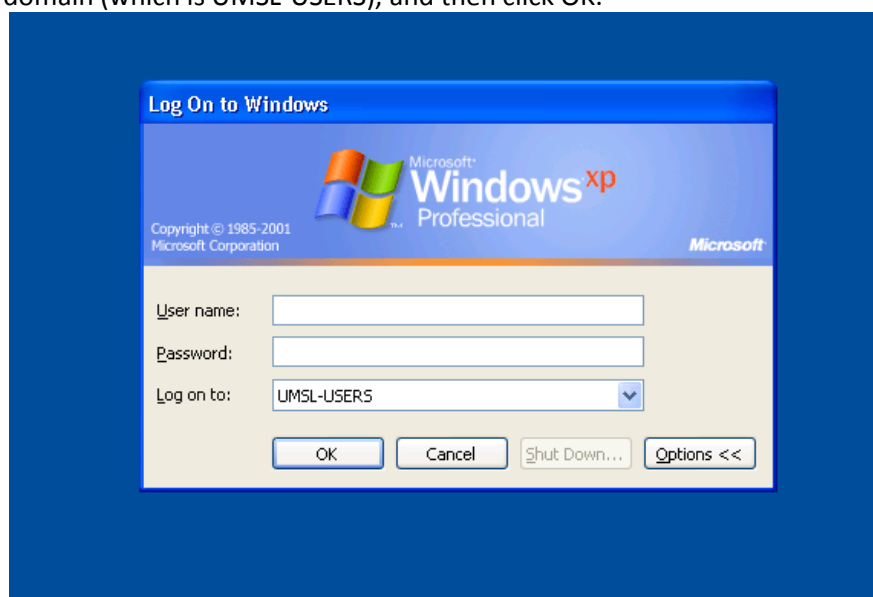 domain (which is UMSL-USERS), and then click OK.
Log On to Windows
Microsoft
Windows xp
Professional
Copyright © 1985-2001
Microsoft Corporation
Microsoft
User name:
Password:
Log on to: UMSL-USERS
OK Cancel Shut Down... Options <<